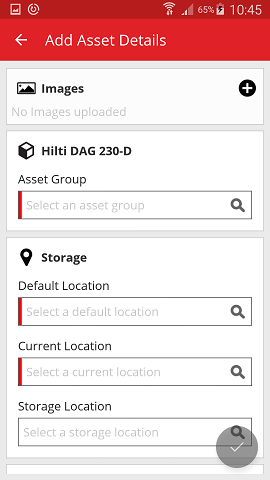 65% 10:45
Add Asset Details
Images
No Images uploaded
Hilti DAG 230-D
Asset Group
Select an asset group
Storage
Default Location
Select a default location
Current Location
Select a current location
Storage Location
Select a storage location